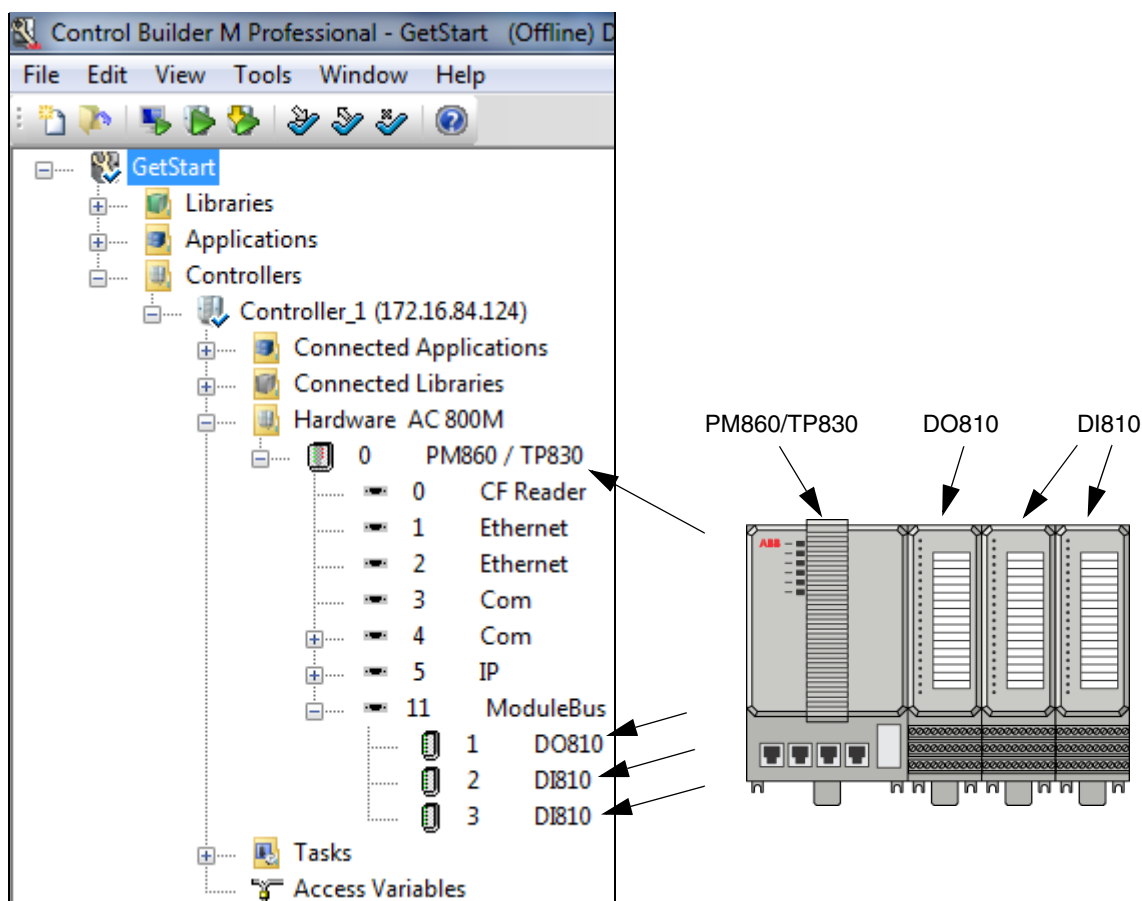 Control Builder M Professional - GetStart (Offline) D
File Edit View Tools Window Help
GetStart
Libraries
Applications
Controllers
Controller_1 (172.16.84.124)
Connected Applications
Connected Libraries
Hardware AC 800M
0 PM860 / TP830
0 CF Reader
1 Ethernet
2 Ethernet
3 Com
4 Com
5 IP
11 ModuleBus
1 DO810
2 DI810
3 DI810
Tasks
Access Variables
PM860/TP830 DO810 DI810
ABB